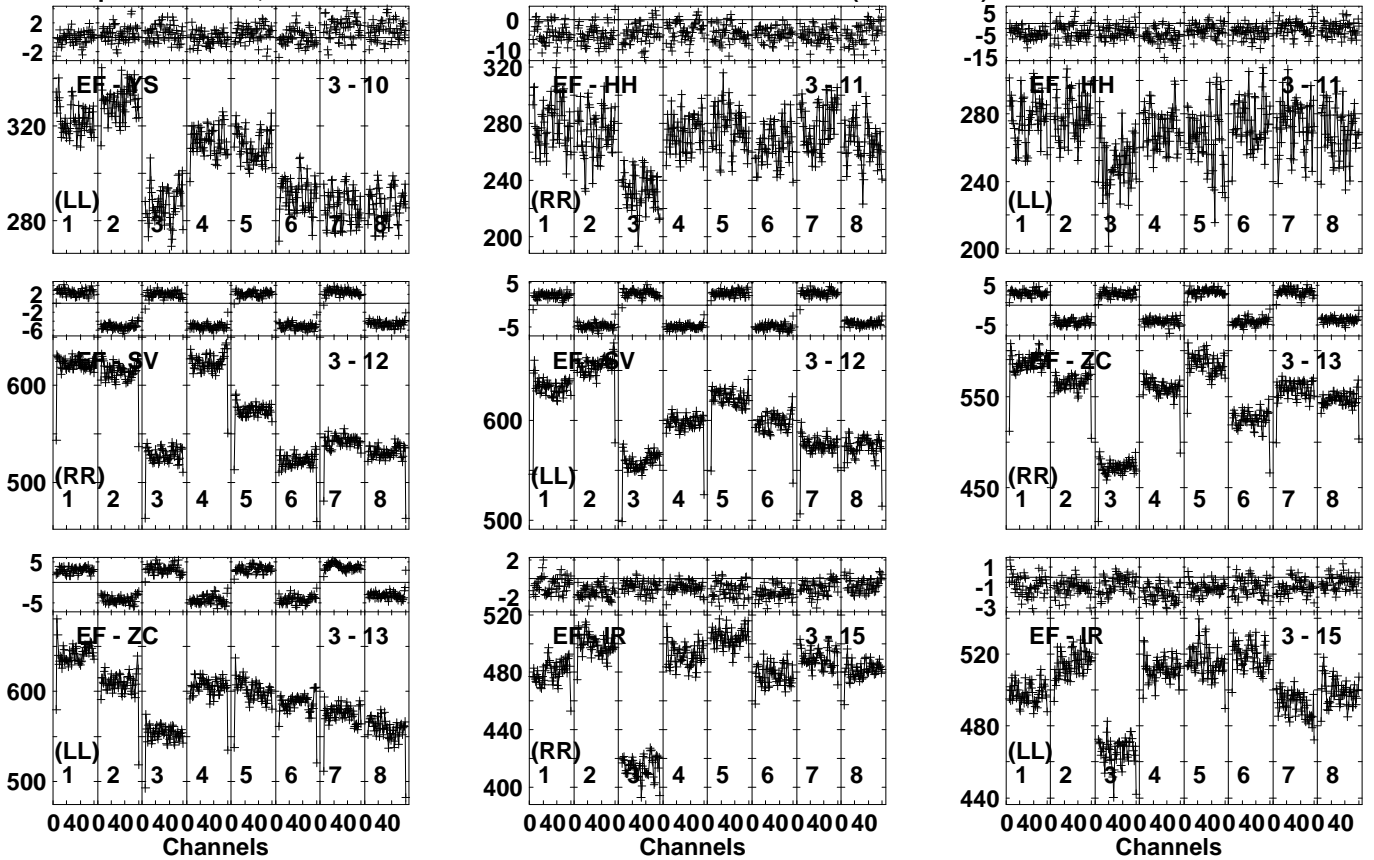 2
-2
EF - YS 3 - 10
320
280
(LL)
1 2 3 4 5 6 7 8
0
-10
320
EF - HH 3 - 11
280
240
200
(RR)
1 2 3 4 5 6 7 8
5
-5
-15
EF - HH 3 - 11
280
240
200
(LL)
1 2 3 4 5 6 7 8
2
-2
-6
EF - SV 3 - 12
600
500
(RR)
1 2 3 4 5 6 7 8
5
-5
EF - SV 3 - 12
600
500
(LL)
1 2 3 4 5 6 7 8
5
-5
EF - ZC 3 - 13
550
450
(RR)
1 2 3 4 5 6 7 8
5
-5
EF - ZC 3 - 13
600
500
(LL)
1 2 3 4 5 6 7 8
0 40 0 40 0 40 0 40 0 40 0 40 0 40 0 40
Channels
2
-2
520
EF - IR 3 - 15
480
440
400
(RR)
1 2 3 4 5 6 7 8
0 40 0 40 0 40 0 40 0 40 0 40 0 40 0 40
Channels
1
-1
-3
EF - IR 3 - 15
520
480
440
(LL)
1 2 3 4 5 6 7 8
0 40 0 40 0 40 0 40 0 40 0 40 0 40 0 40
Channels